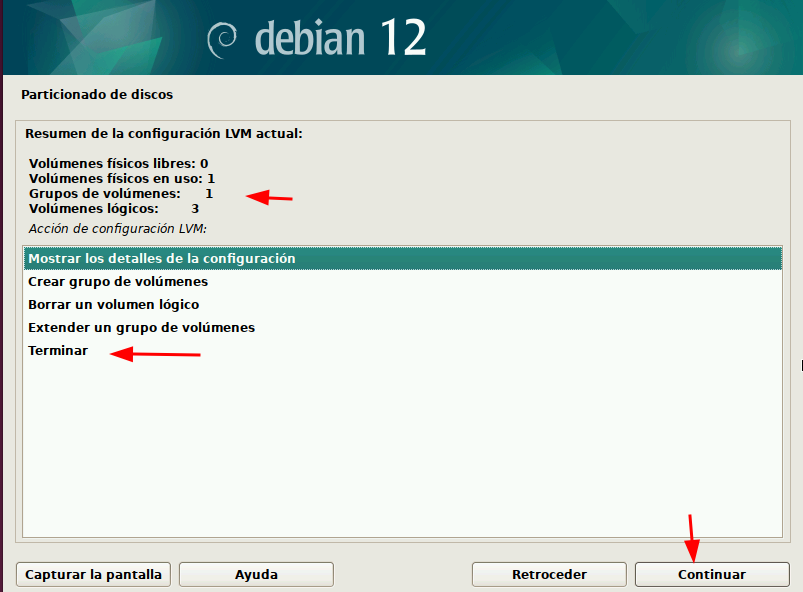 debian 12
Particionado de discos
Resumen de la configuración LVM actual:
Volúmenes físicos libres: 0
Volúmenes físicos en uso: 1
Grupos de volúmenes: 1
Volúmenes lógicos: 3
Acción de configuración LVM:
Mostrar los detalles de la configuración
Crear grupo de volúmenes
Borrar un volumen lógico
Extender un grupo de volúmenes
Terminar
Capturar la pantalla Ayuda Retroceder Continuar